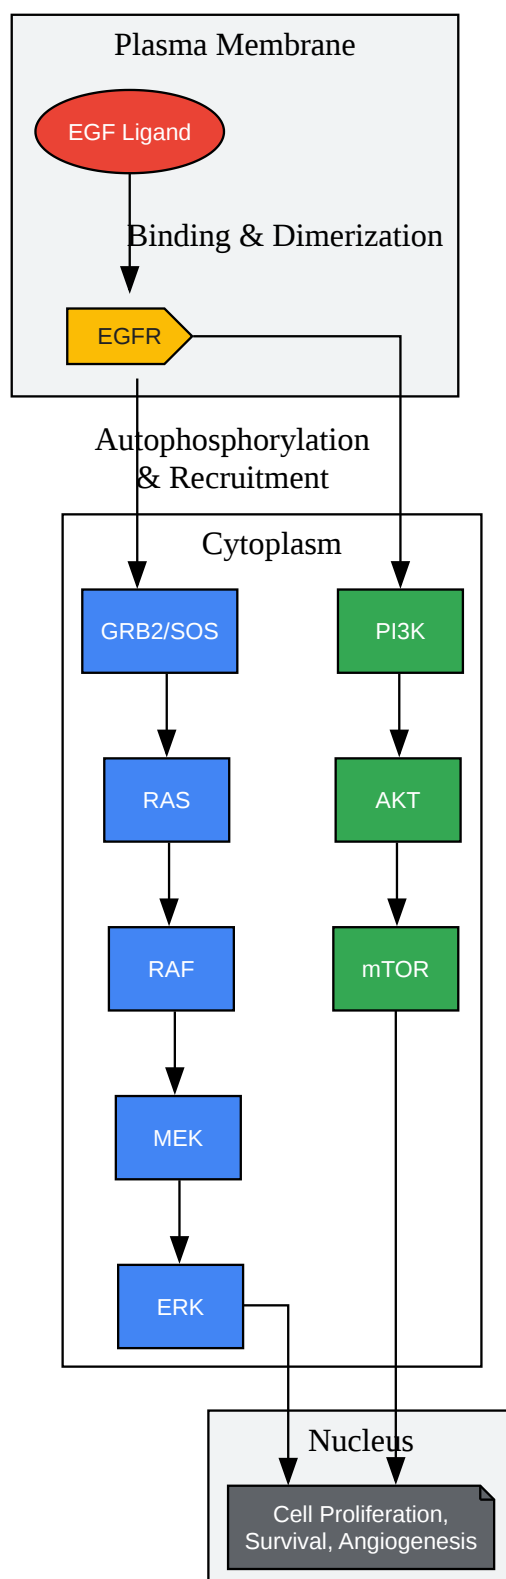 Plasma Membrane
EGF Ligand
Binding & Dimerization
EGFR
Autophosphorylation
& Recruitment
Cytoplasm
GRB2/SOS
PI3K
RAS
AKT
RAF
mTOR
MEK
ERK
Nucleus
Cell Proliferation,
Survival, Angiogenesis